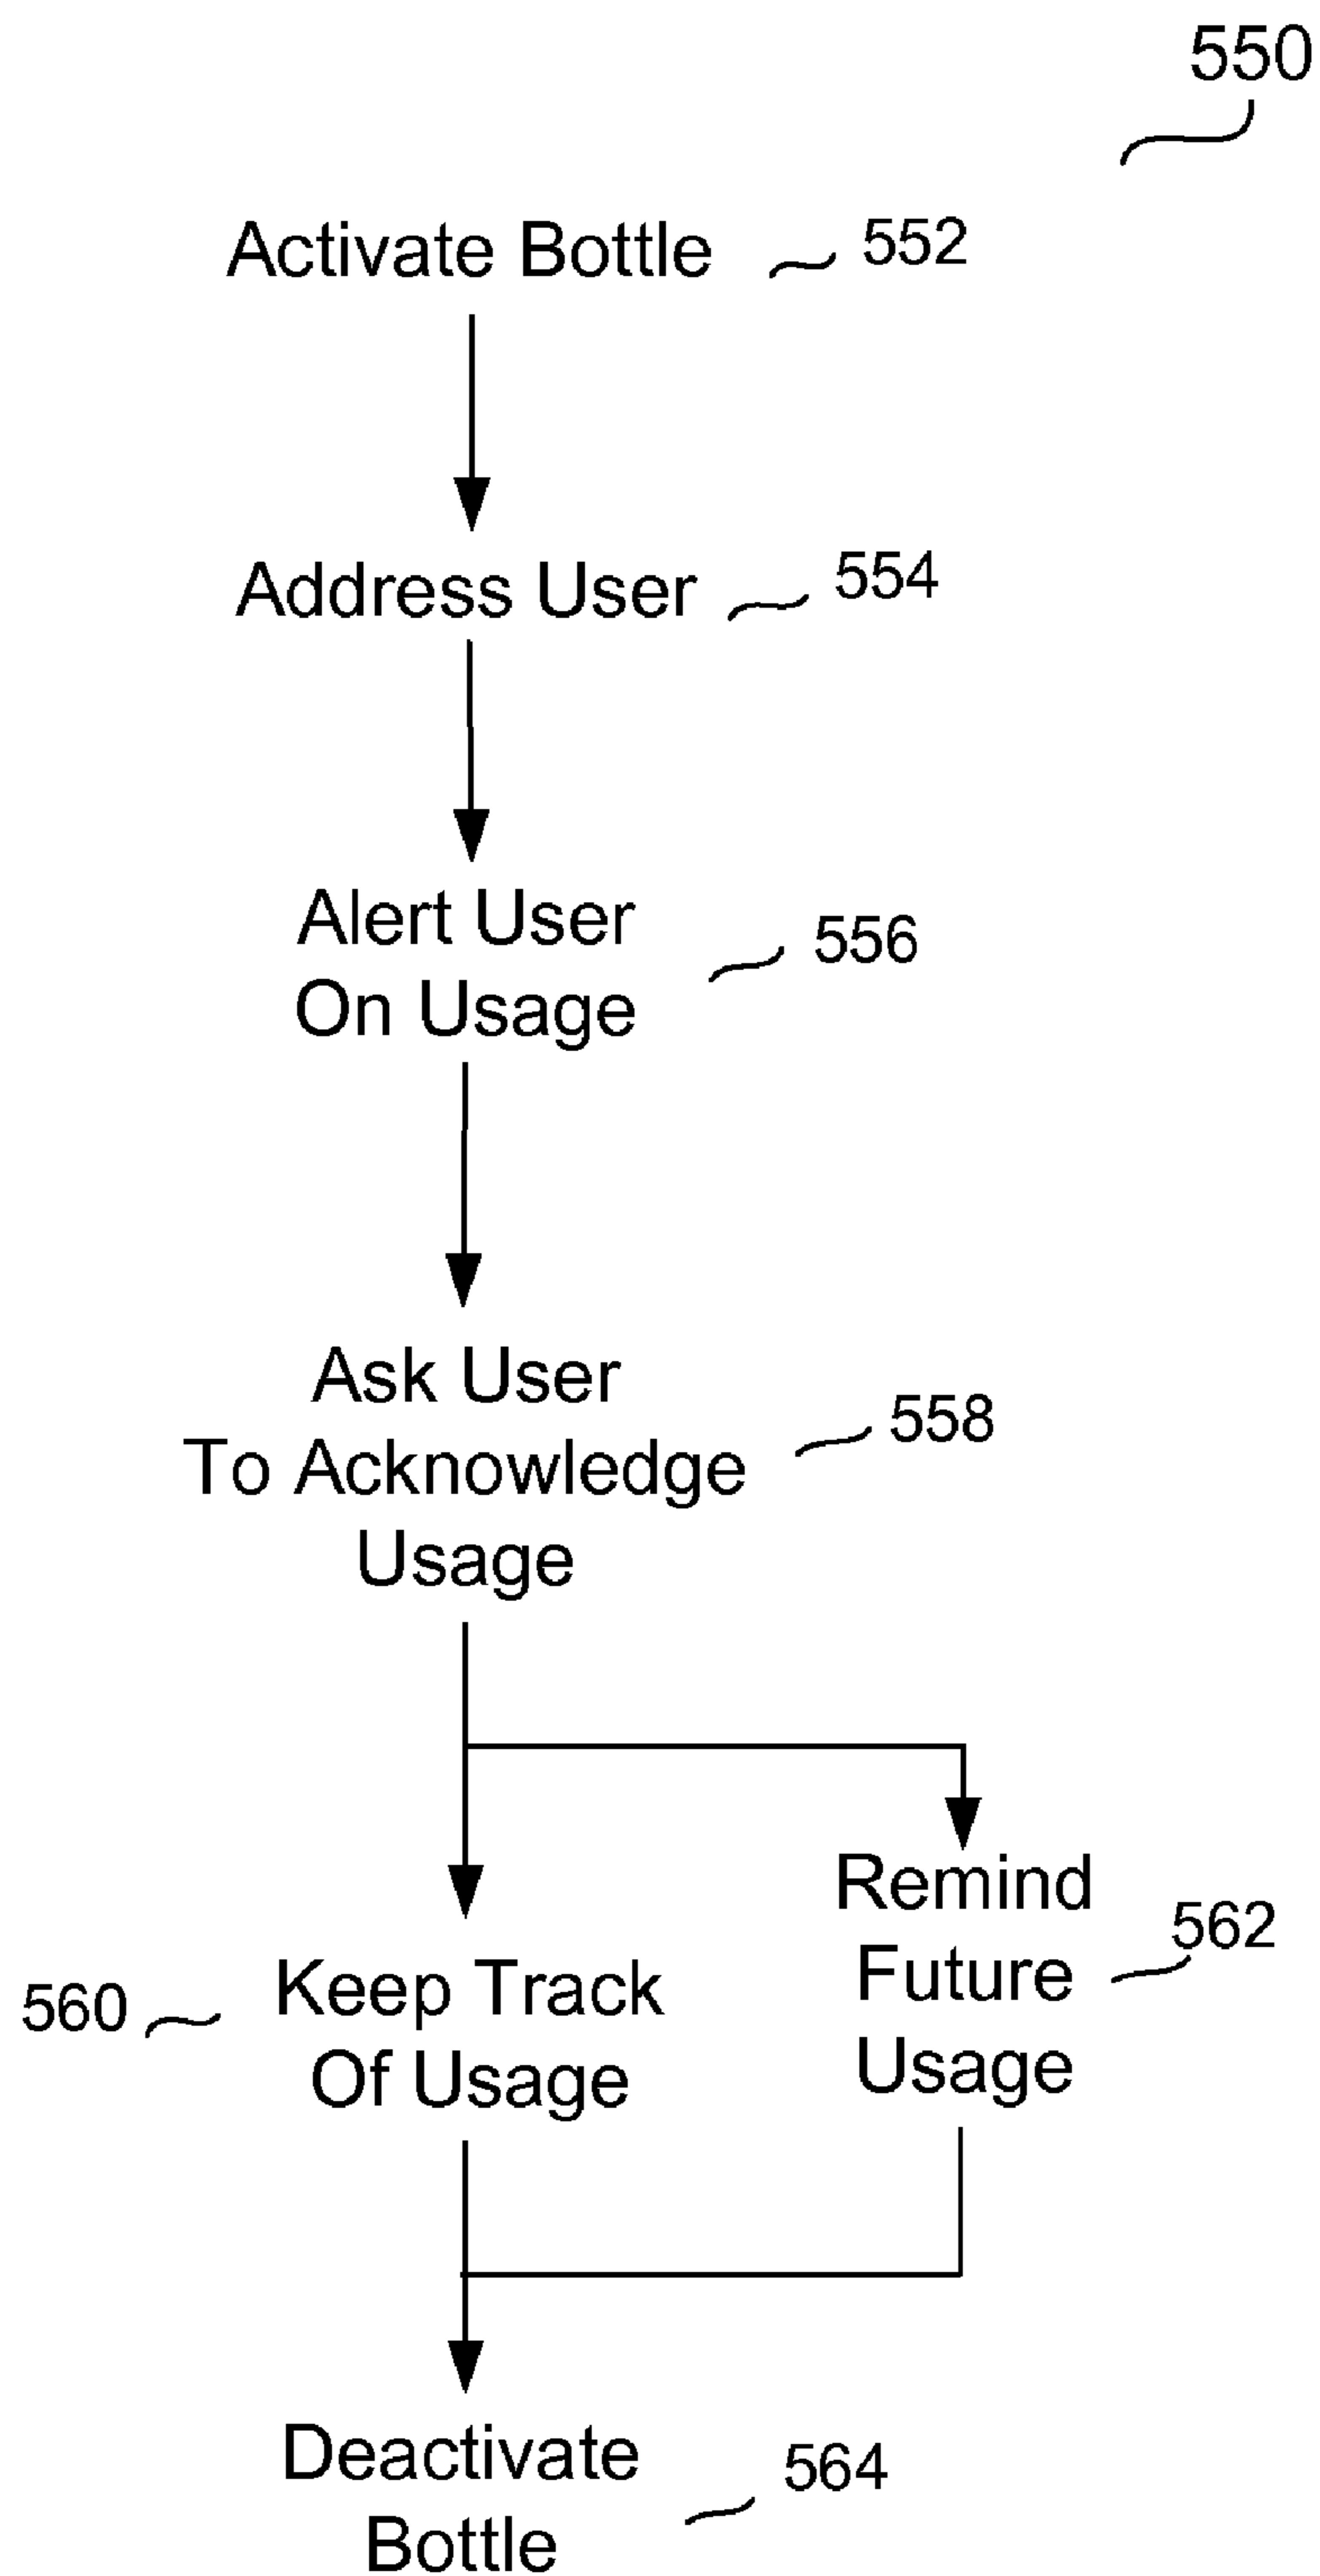 550
Activate Bottle 552
Address User 554
Alert User
On Usage
556
Ask User
To Acknowledge
Usage
558
Remind
Future
Usage
562
560
Keep Track
Of Usage
Deactivate
Bottle
564